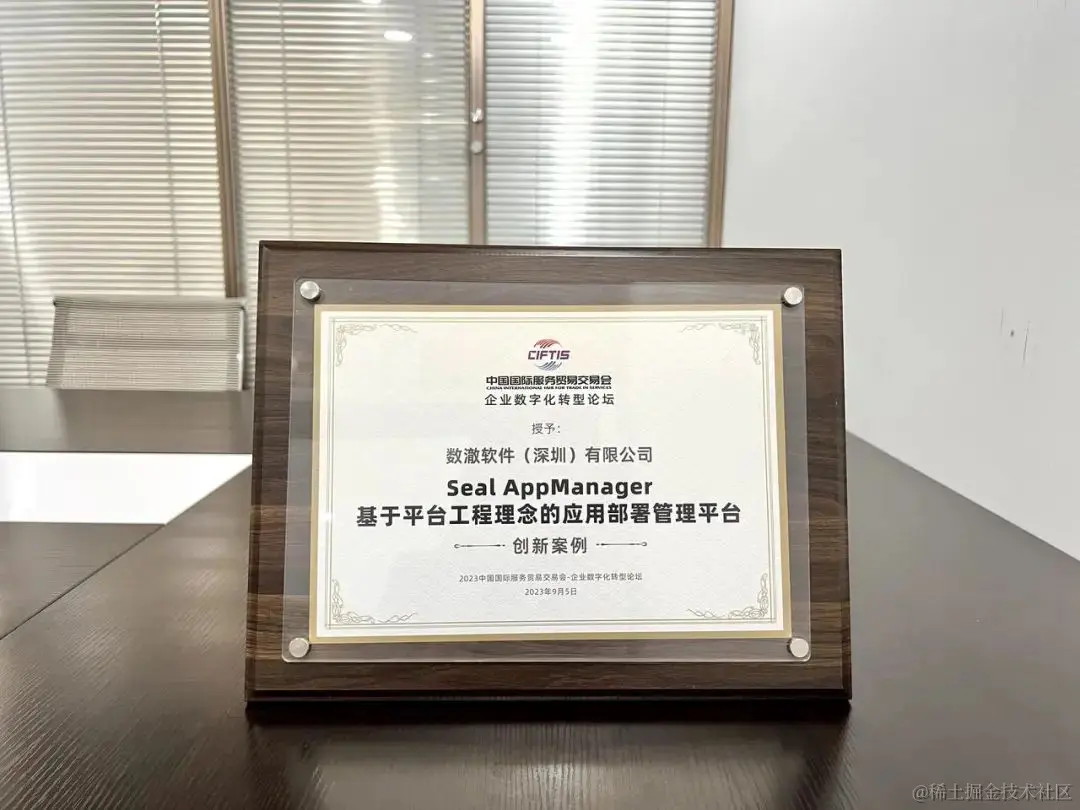 CIFTIS
中国国际服务贸易交易会
CHINA INTERNATIONAL FAIR FOR TRADE IN SERVICES
企业数字化转型论坛
授予：
数澈软件（深圳）有限公司
Seal AppManager
基于平台工程理念的应用部署管理平台
创新案例
2023中国国际服务贸易交易会-企业数字化转型论坛
2023年9月5日
@稀土掘金技术社区